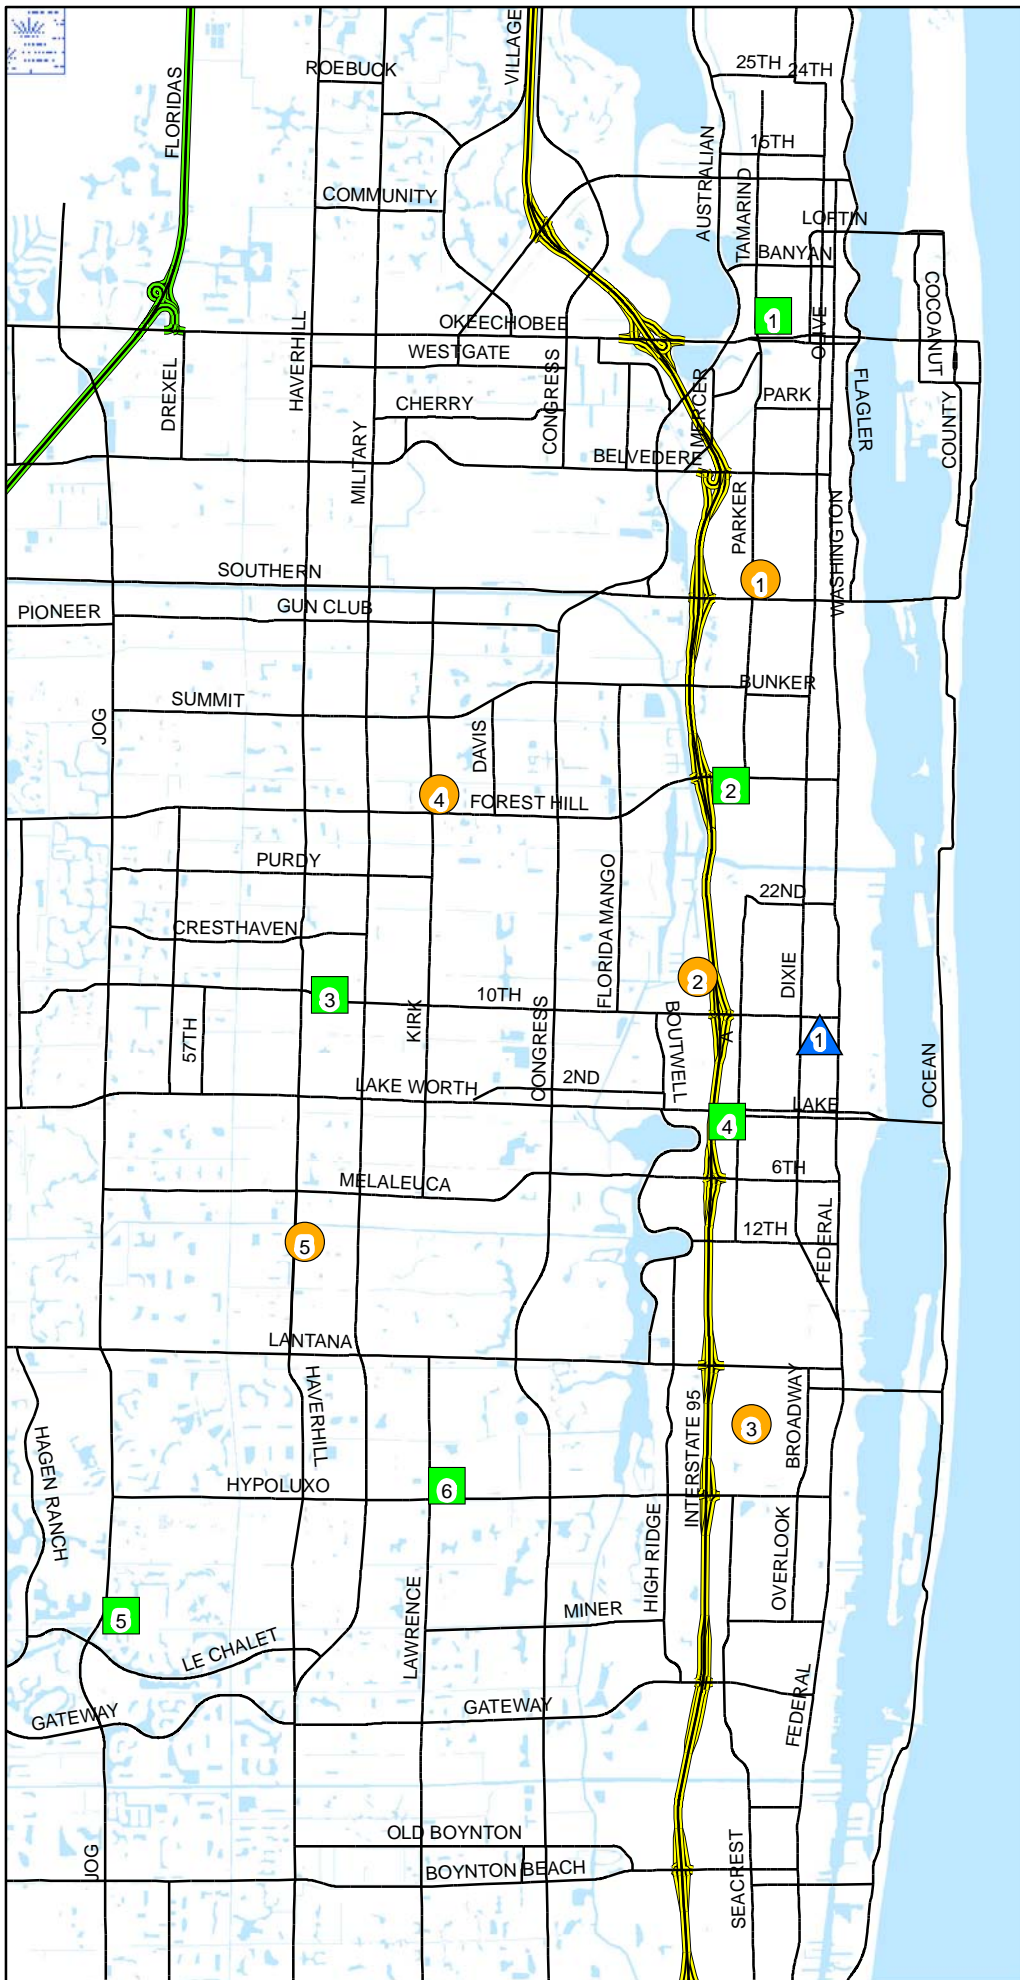 FLORIDAS
ROEBUCK
VILLAGE
25TH
24TH
15TH
AUSTRALIAN
TAMARIND
COMMUNITY
LOFTIN
BANYAN
1
OLIVE
COCOANUT
OKEECHOBEE
HAVERHILL
WESTGATE
DREXEL
CONGRESS
MERCER
FLAGLER
PARK
CHERRY
COUNTY
MILITARY
BELVEDERE
PARKER
WASHINGTON
SOUTHERN
1
PIONEER
GUN CLUB
SUMMIT
BUNKER
JOG
DAVIS
4
FOREST HILL
2
PURDY
FLORIDA MANGO
22ND
CRESTHAVEN
DIXIE
2
3
10TH
KIRK
57TH
CONGRESS
BOUTWELL
A
1
OCEAN
2ND
LAKE WORTH
LAKE
4
MELALEUCA
6TH
12TH
FEDERAL
5
LANTANA
HAVERHILL
INTERSTATE 95
BROADWAY
3
HAGEN RANCH
HYPOLUXO
6
HIGH RIDGE
OVERLOOK
5
LAWRENCE
MINER
LE CHALET
GATEWAY
GATEWAY
FEDERAL
OLD BOYNTON
JOG
BOYNTON BEACH
SEACREST